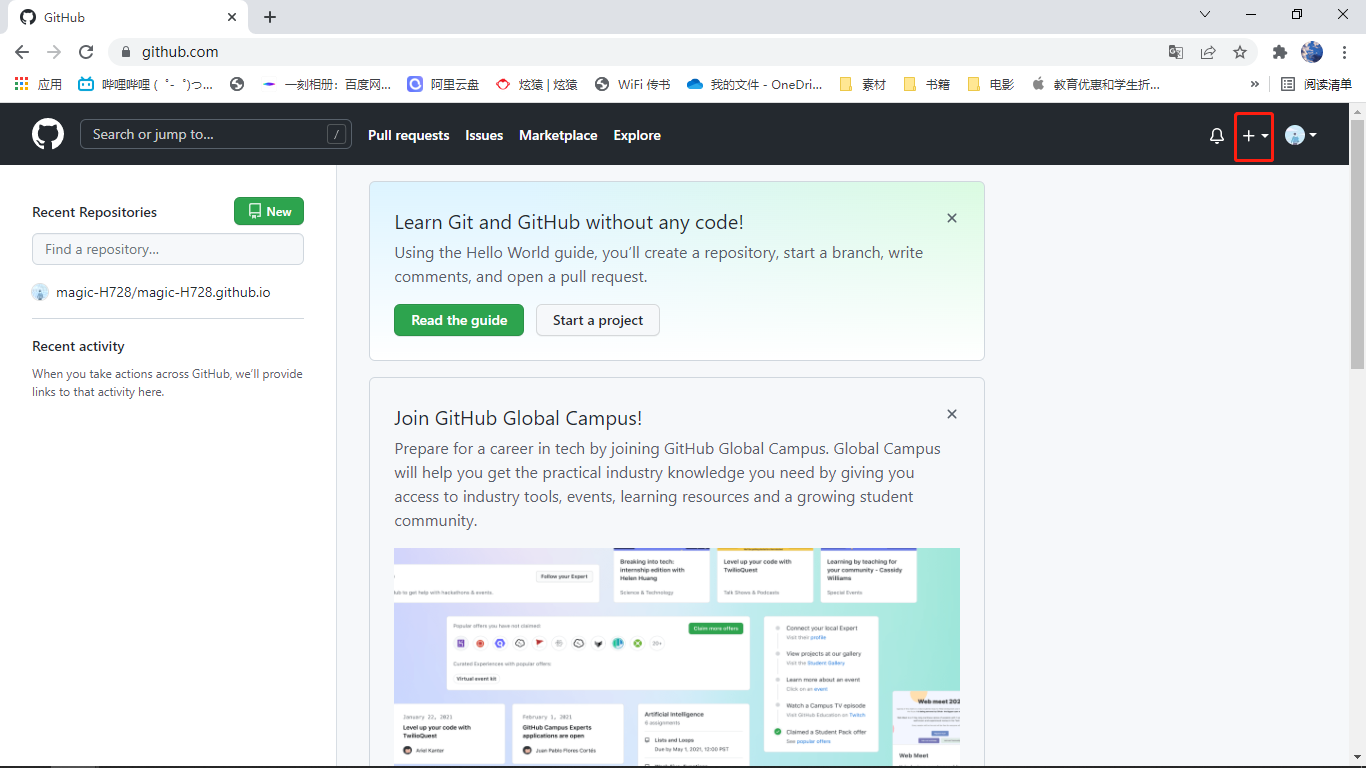 GitHub
github.com
应用
哔哩哔哩 (゜-゜)つ...
一刻相册：百度网...
阿里云盘
炫猿 | 炫猿
WiFi 传书
我的文件 - OneDri...
素材
书籍
电影
教育优惠和学生折...
»
阅读清单
Search or jump to...
/
Pull requests
Issues
Marketplace
Explore
Recent Repositories
New
Find a repository...
magic-H728/magic-H728.github.io
Recent activity
When you take actions across GitHub, we'll provide
links to that activity here.
Learn Git and GitHub without any code!
Using the Hello World guide, you'll create a repository, start a branch, write
comments, and open a pull request.
Read the guide
Start a project
Join GitHub Global Campus!
Prepare for a career in tech by joining GitHub Global Campus. Global Campus
will help you get the practical industry knowledge you need by giving you
access to industry tools, events, learning resources and a growing student
community.
Follow your Expert
ub to get help with hackathons & events.
Breaking into tech:
internship edition with
Helen Huang
Science & Technology
Level up your code with
TwilioQuest
Talk Shows & Podcasts
Learning by teaching for
your community - Cassidy
Williams
Special Events
Popular offers you have not claimed:
Claim more offers
20+
Curated Experiences with popular offers:
Virtual event kit
Connect your local Expert
Visit their profile
View projects at our gallery
Visit the Student Gallery
Learn more about an event
Click on an event
Watch a Campus TV episode
Visit GitHub Education on Twitch
Claimed a Student Pack offer
See popular offers
January 22, 2021
Level up your code with
TwilioQuest
Ariel Kanter
February 1, 2021
GitHub Campus Experts
applications are open
Juan Pablo Flores Cortés
Artificial Intelligence
6 assignments
Lists and Loops
Due by May 1, 2021, 12:00 PST
Web meet 202
Web Meet